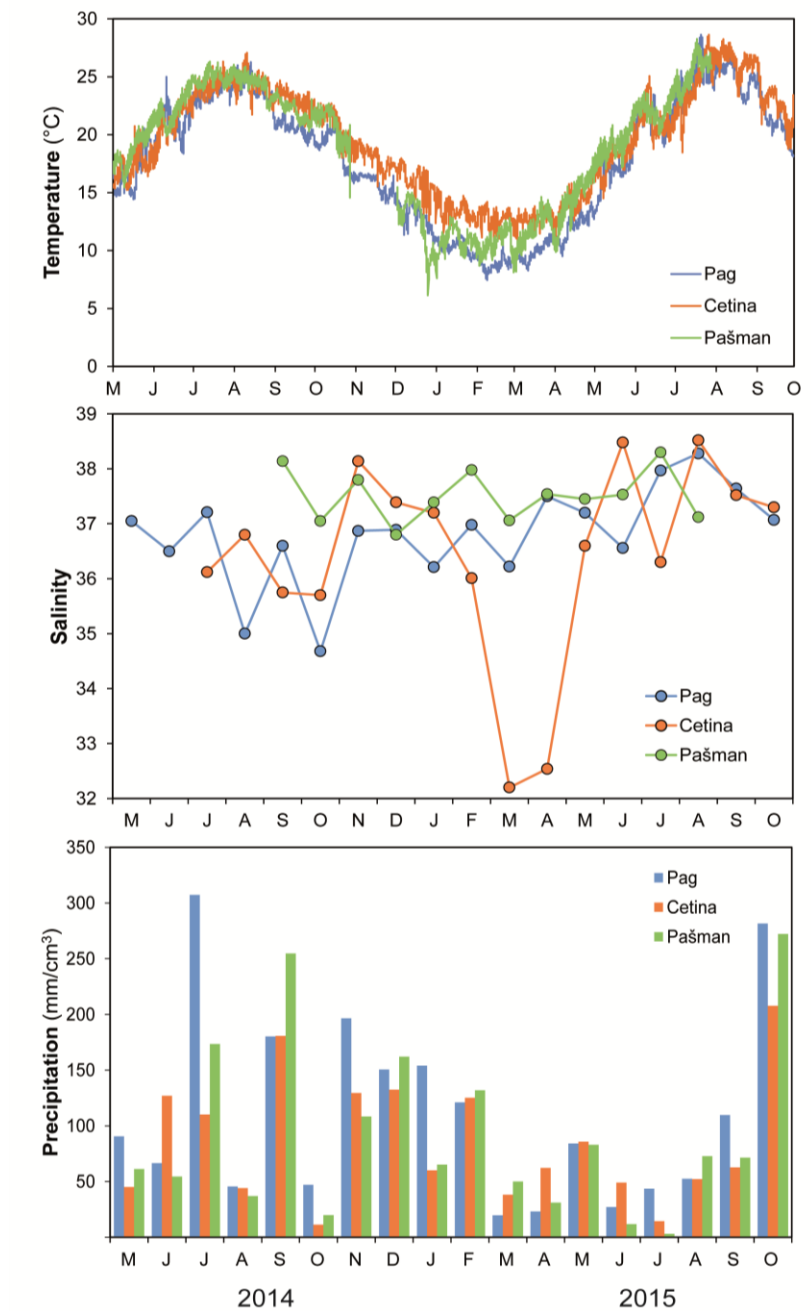 Temperature (°C)
30
25
20
15
10
5
0
Pag
Cetina
Pašman
M J J A S O N D J F M A M J J A S O
Salinity
39
38
37
36
35
34
33
32
Pag
Cetina
Pašman
M J J A S O N D J F M A M J J A S O
Precipitation (mm/cm³)
350
300
250
200
150
100
50
Pag
Cetina
Pašman
M J J A S O N D J F M A M J J A S O
2014 2015